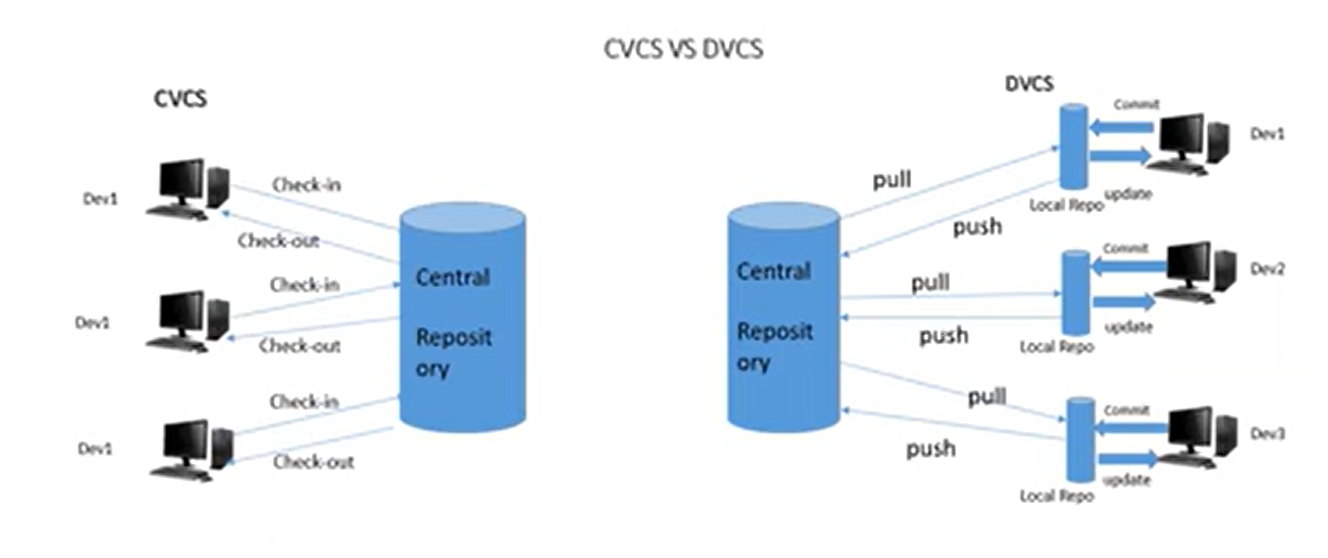 CVCS VS DVCS
CVCS
Dev1
Check-in
Check-out
Dev1
Check-in
Check-out
Dev1
Check-in
Check-out
Central
Reposit
ory
DVCS
Central
Reposit
ory
pull
push
Commit
update
Local Repo
Dev1
pull
push
Commit
update
Local Repo
Dev2
pull
push
Commit
update
Local Repo
Dev3